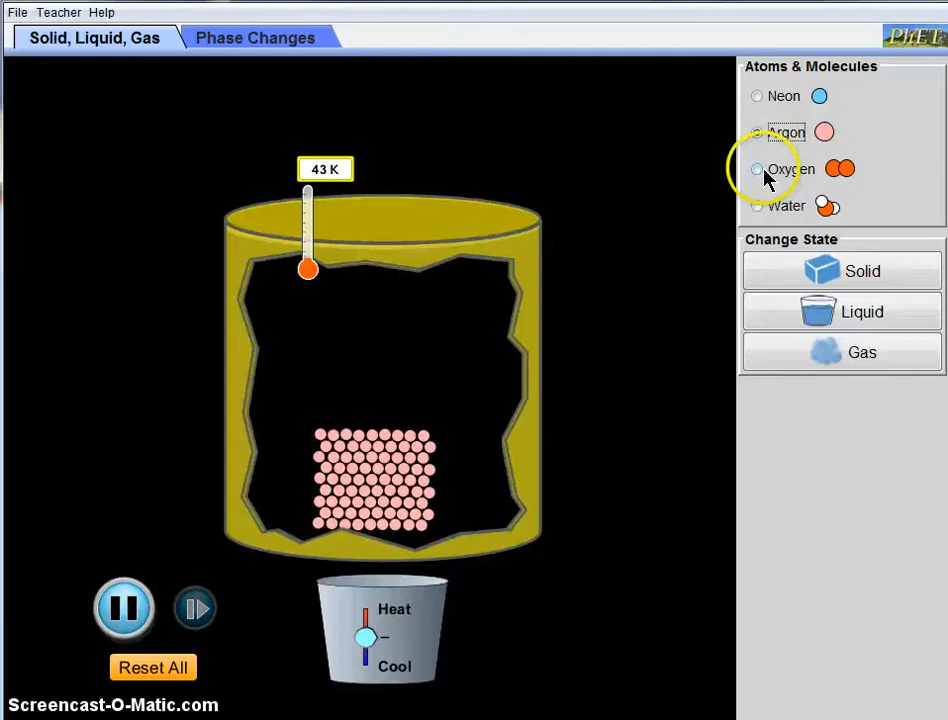 File Teacher Help
Solid, Liquid, Gas
Phase Changes
PhET
Atoms & Molecules
Neon
Argon
Oxygen
Water
Change State
Solid
Liquid
Gas
43 K
Heat
Cool
Reset All
Screencast-O-Matic.com